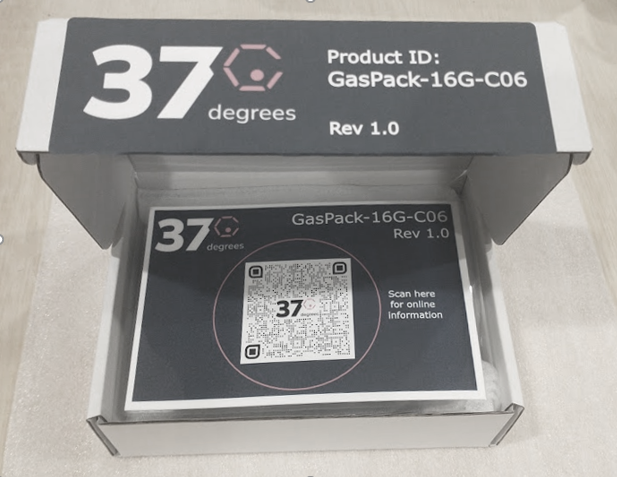 37
degrees
Product ID:
GasPack-16G-C06
Rev 1.0
37
degrees
GasPack-16G-C06
Rev 1.0
37
degrees
Scan here
for online
information